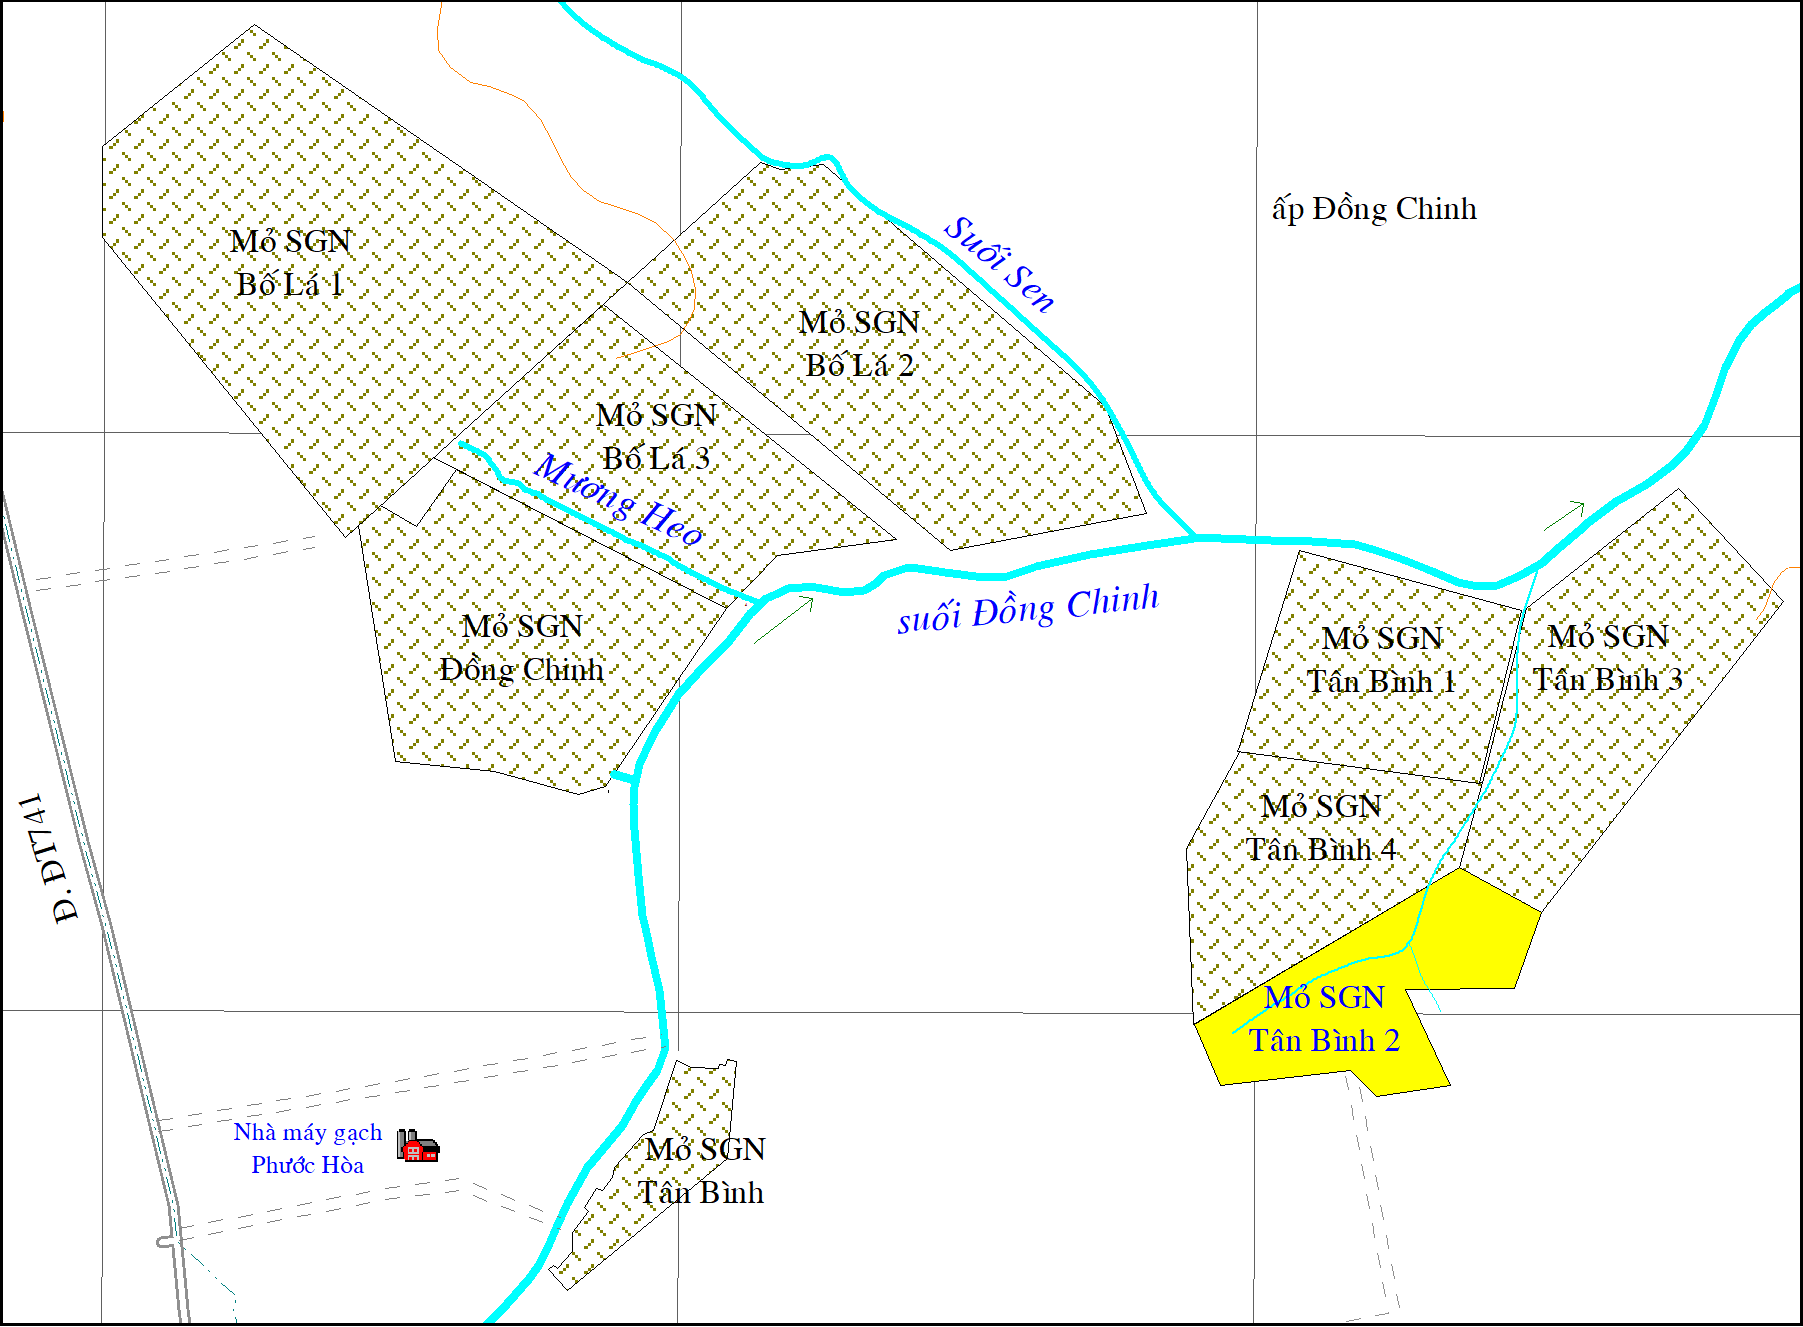 ấp Đồng Chinh
Mỏ SGN
Bố Lá 1
Suối Sen
Mỏ SGN
Bố Lá 2
Mỏ SGN
Bố Lá 3
Mương Heo
suối Đồng Chinh
Mỏ SGN
Đồng Chinh
Mỏ SGN
Tân Bình 1
Mỏ SGN
Tân Bình 3
Mỏ SGN
Tân Bình 4
Đ. ĐT741
Mỏ SGN
Tân Bình 2
Nhà máy gạch
Phước Hòa
Mỏ SGN
Tân Bình